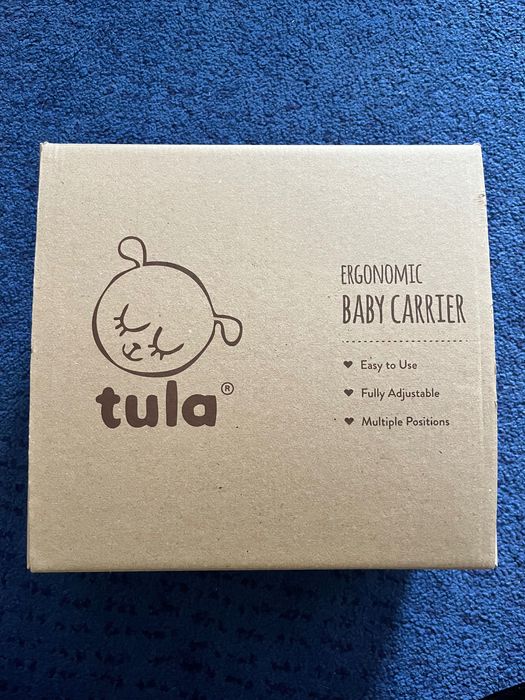 tula®
ERGONOMIC
BABY CARRIER
Easy to Use
Fully Adjustable
Multiple Positions